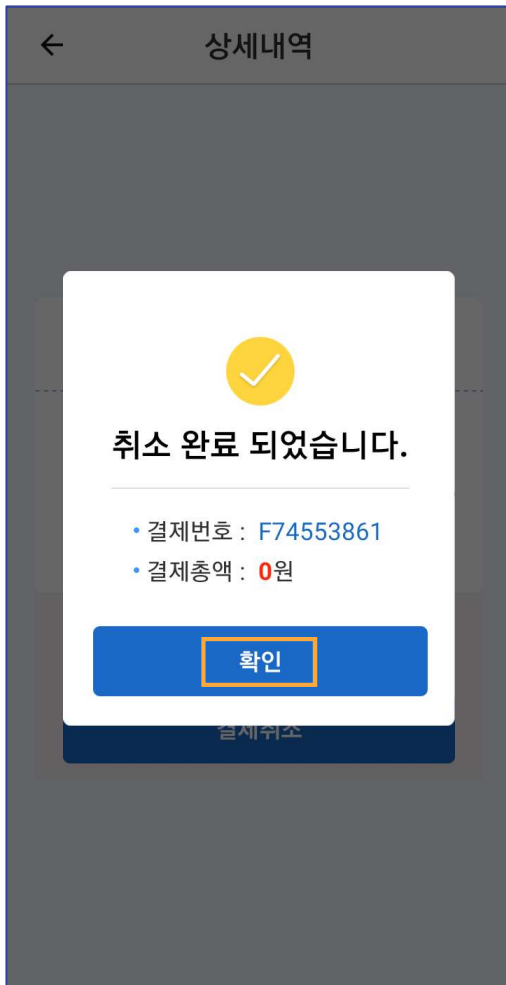 상세내역
취소 완료 되었습니다.
• 결제번호 : F74553861
• 결제총액 : 0원
확인
결제취소